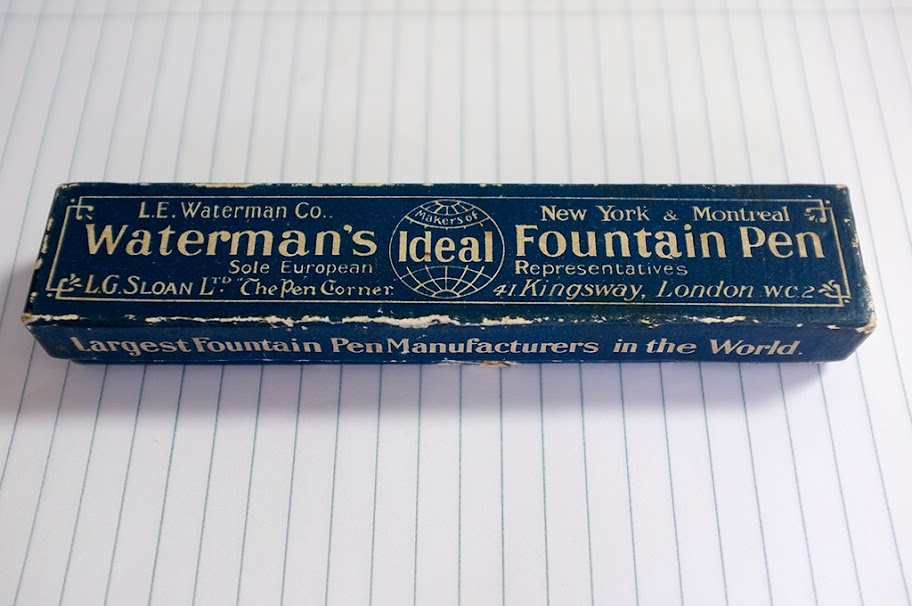 L.E. Waterman Co.. Makers of New York & Montreal
Waterman's Ideal Fountain Pen
Sole European Representatives
L.G. Sloan LTD "The Pen Corner. 41 Kingsway, London W.C.2
Largest Fountain Pen Manufacturers in the World.